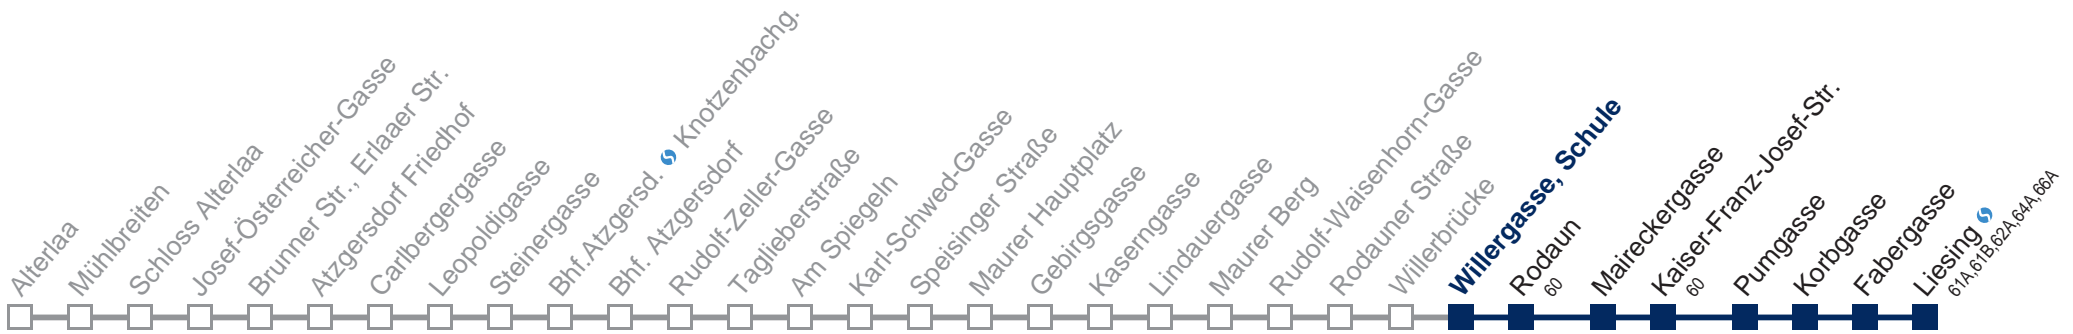 Alterlaa
Mühlbreiten
Schloss Alterlaa
Josef-Österreicher-Gasse
Brunner Str., Erlaaer Str.
Atzgersdorf Friedhof
Carlbergergasse
Leopoldigasse
Steinergasse
Bhf.Atzgersd. Knotzenbachg.
Bhf. Atzgersdorf
Rudolf-Zeller-Gasse
Taglieberstraße
Am Spiegeln
Karl-Schwed-Gasse
Speisinger Straße
Maurer Hauptplatz
Gebirgsgasse
Kaserngasse
Lindauergasse
Maurer Berg
Rudolf-Waisenhorn-Gasse
Rodauner Straße
Willerbrücke
Willergasse, Schule
Rodaun
60
Maireckergasse
Kaiser-Franz-Josef-Str.
60
Pumgasse
Korbgasse
Fabergasse
Liesing
61A,61B,62A,64A,66A